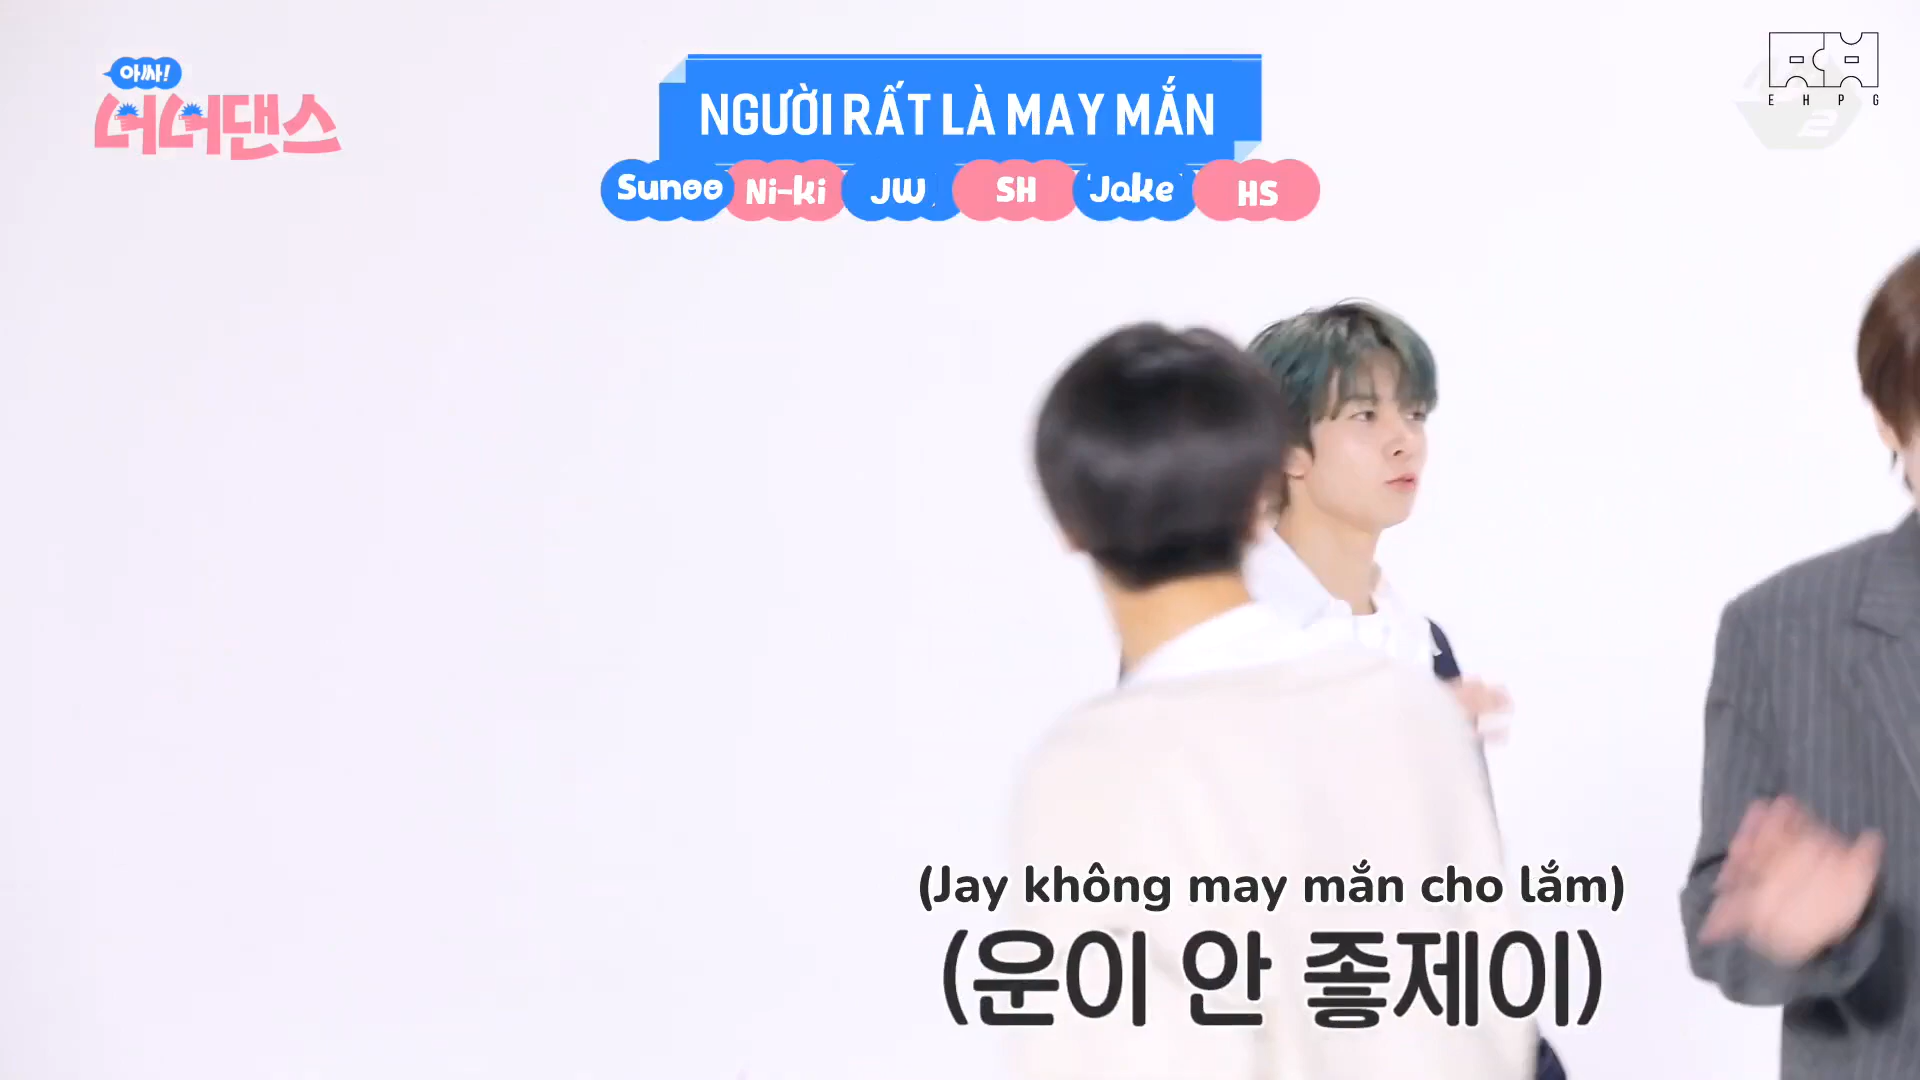 아싸!
너너댄스
NGƯỜI RẤT LÀ MAY MẮN
Sunoo Ni-ki JW SH Jake HS
EHPG
2
(Jay không may mắn cho lắm)
(운이 안 좋제이)